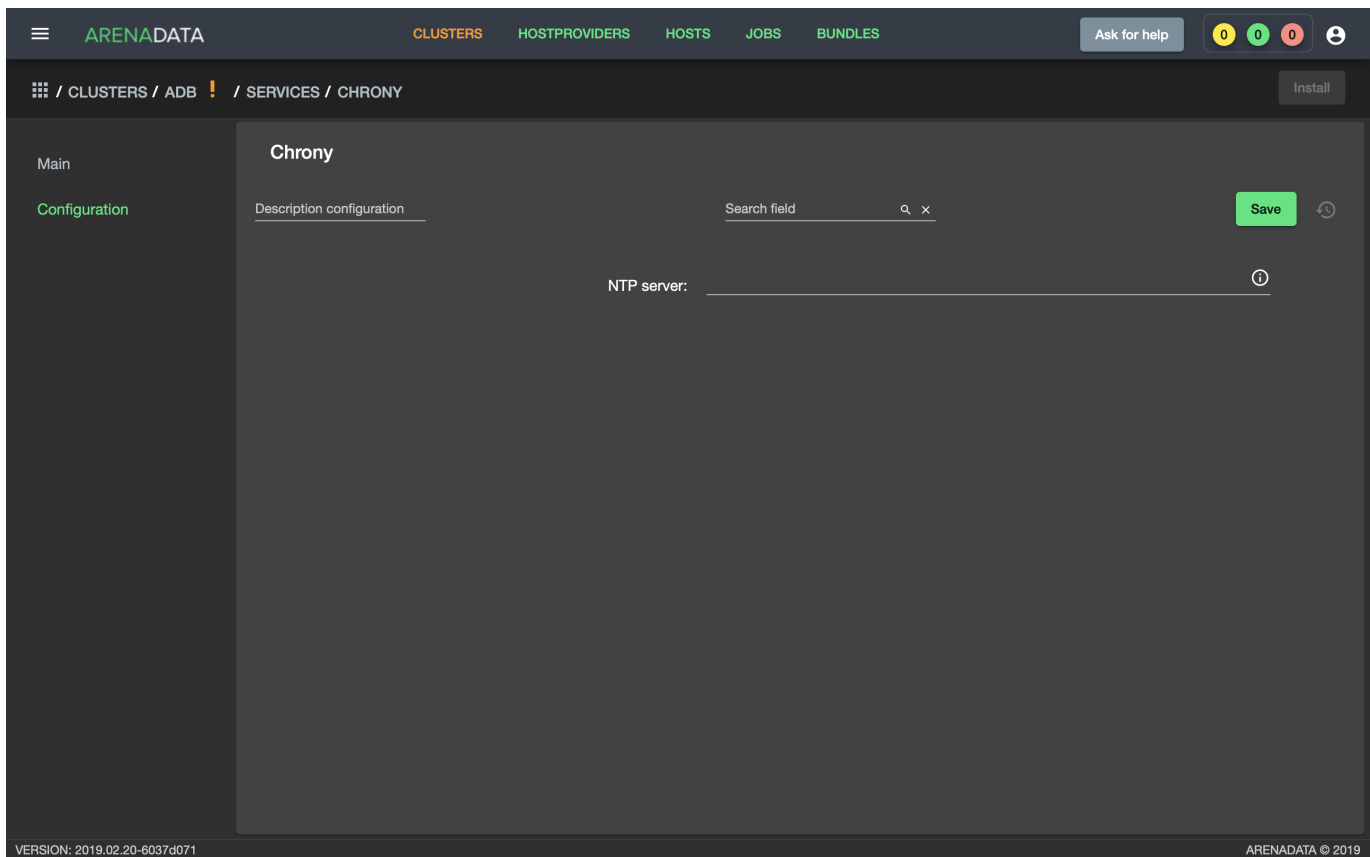 ARENADATA CLUSTERS HOSTPROVIDERS HOSTS JOBS BUNDLES Ask for help 0 0 0
/ CLUSTERS / ADB ! / SERVICES / CHRONY Install
Main
Chrony
Configuration
Description configuration Search field Save
NTP server:
VERSION: 2019.02.20-6037d071 ARENADATA © 2019